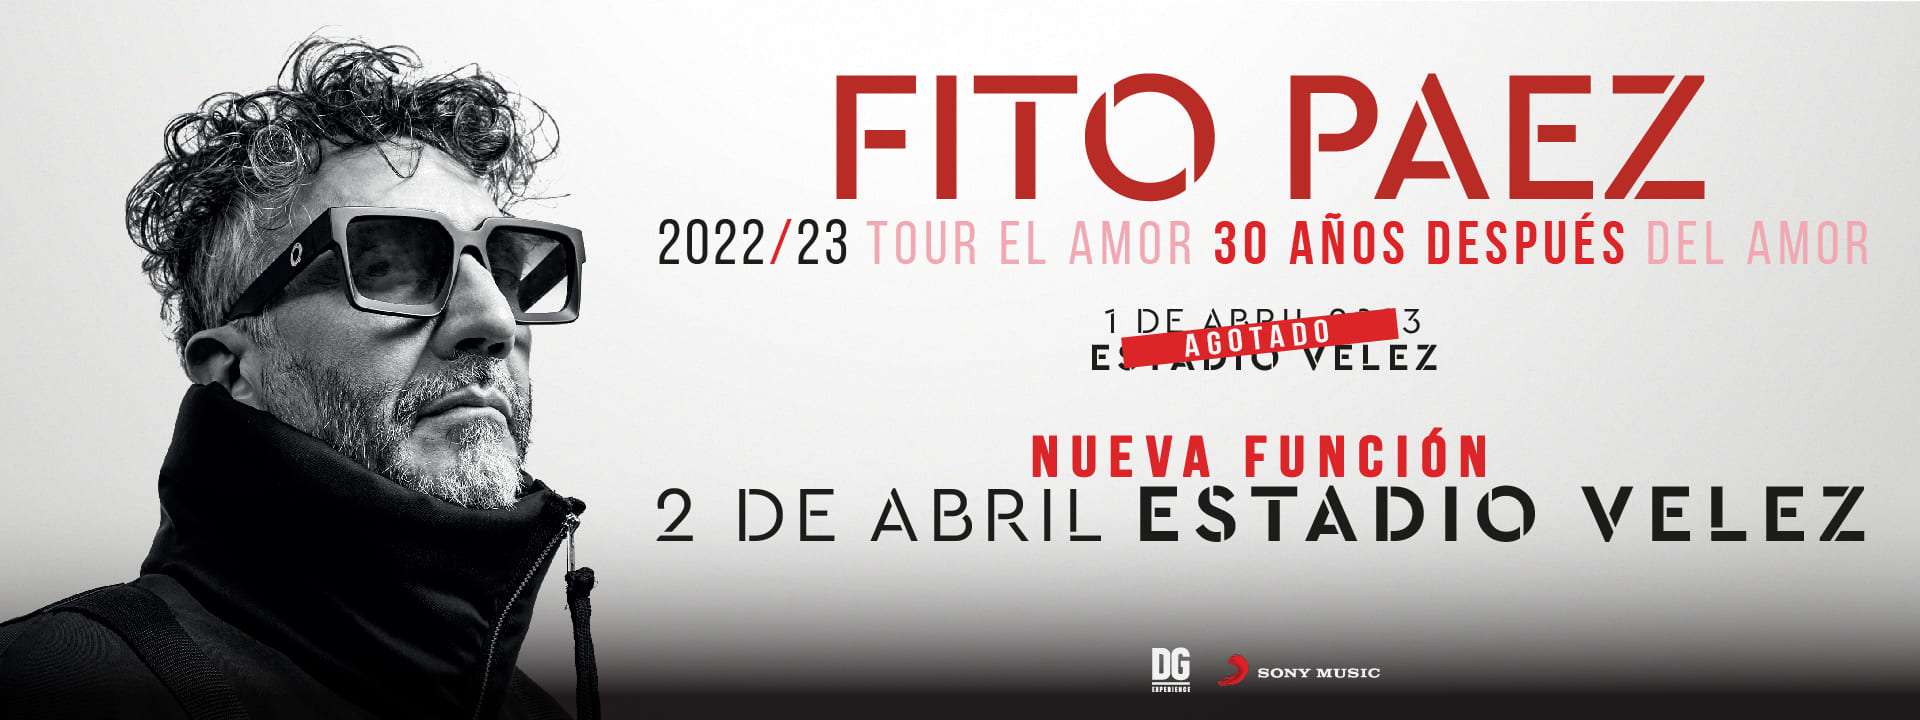 FITO PAEZ
2022/23 TOUR EL AMOR 30 AÑOS DESPUÉS DEL AMOR
1 DE ABRIL 2023
AGOTADO
ESTADIO VELEZ
NUEVA FUNCIÓN
2 DE ABRIL ESTADIO VELEZ
DG
EXPERIENCE
SONY MUSIC